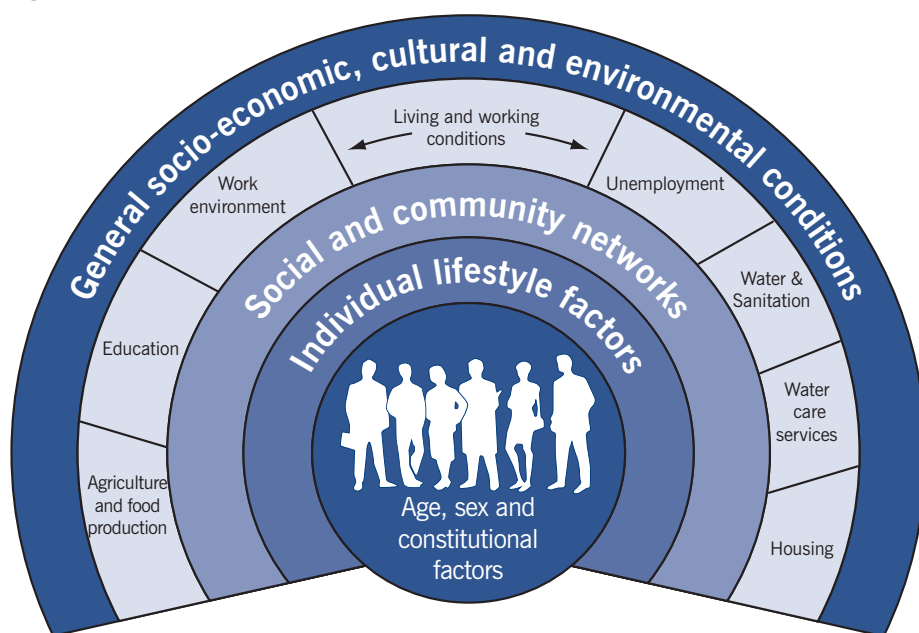 General socio-economic, cultural and environmental conditions
Living and working
conditions
Work
environment
Unemployment
Education
Water &
Sanitation
Agriculture
and food
production
Water
care
services
Housing
Social and community networks
Individual lifestyle factors
Age, sex and
constitutional
factors